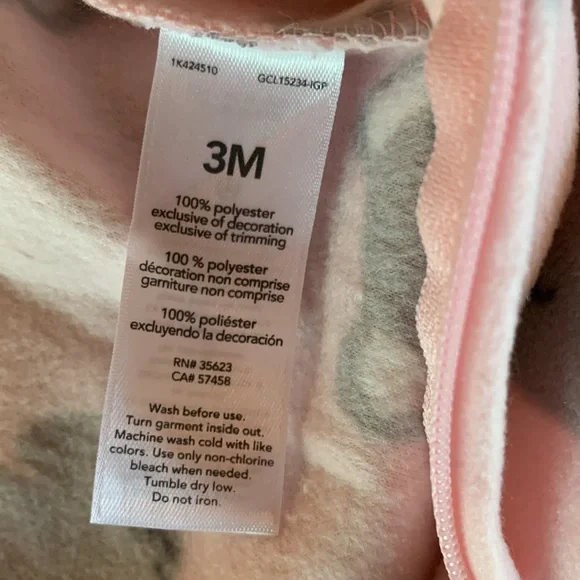 1K424510 GCL15234-IGP
3M
100% polyester
exclusive of decoration
exclusive of trimming
100 % polyester
décoration non comprise
garniture non comprise
100% poliéster
excluyendo la decoración
RN# 35623
CA# 57458
Wash before use.
Turn garment inside out.
Machine wash cold with like
colors. Use only non-chlorine
bleach when needed.
Tumble dry low.
Do not iron.